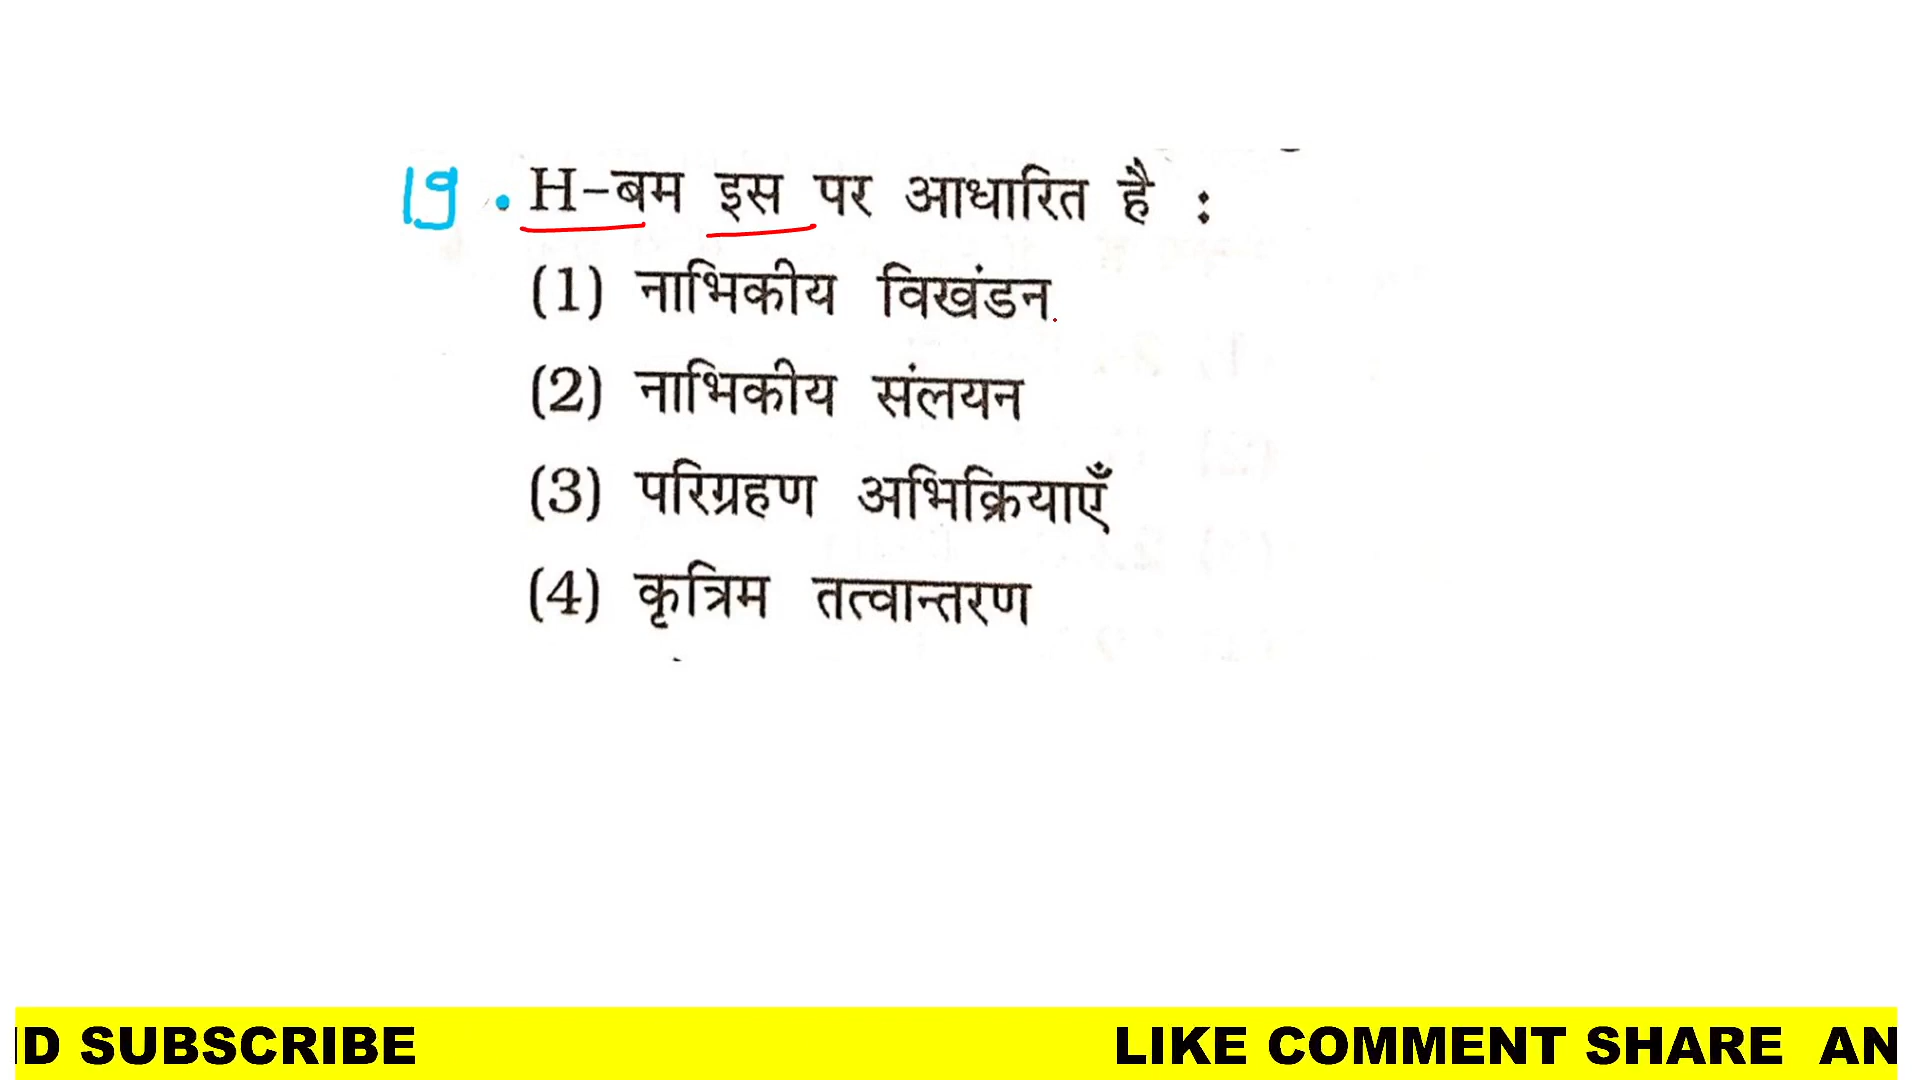 19. H-बम इस पर आधारित है :
(1) नाभिकीय विखंडन
(2) नाभिकीय संलयन
(3) परिग्रहण अभिक्रियाएँ
(4) कृत्रिम तत्वान्तरण
D SUBSCRIBE LIKE COMMENT SHARE AN